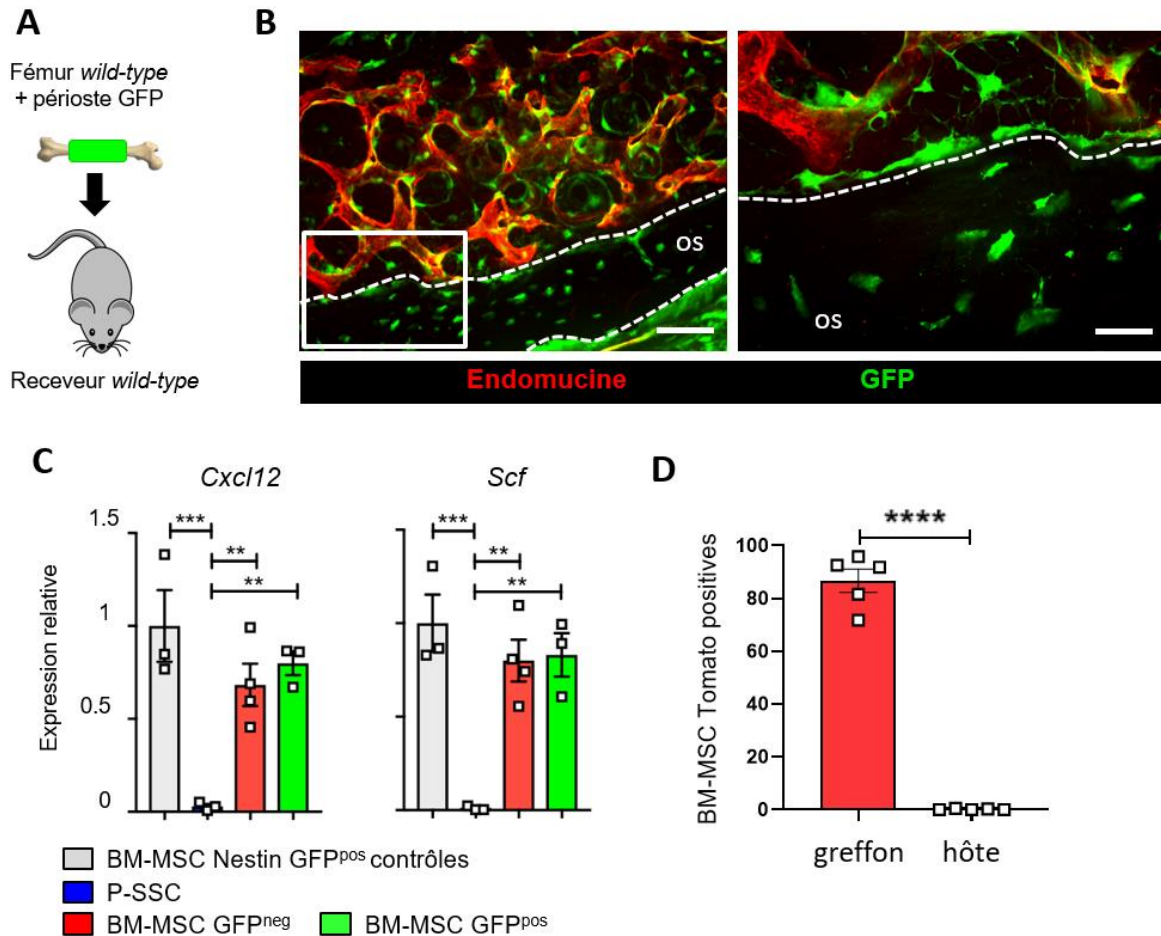 A
Fémur wild-type
+ périoste GFP
Receveur wild-type
B
os
os
Endomucine GFP
C
Cxcl12
Scf
Expression relative
1.5
1
0.5
0
***
**
**
***
**
**
BM-MSC Nestin GFPpos contrôles
P-SSC
BM-MSC GFPneg BM-MSC GFPpos
D
BM-MSC Tomato positives
100
80
60
40
20
0
****
greffon hôte